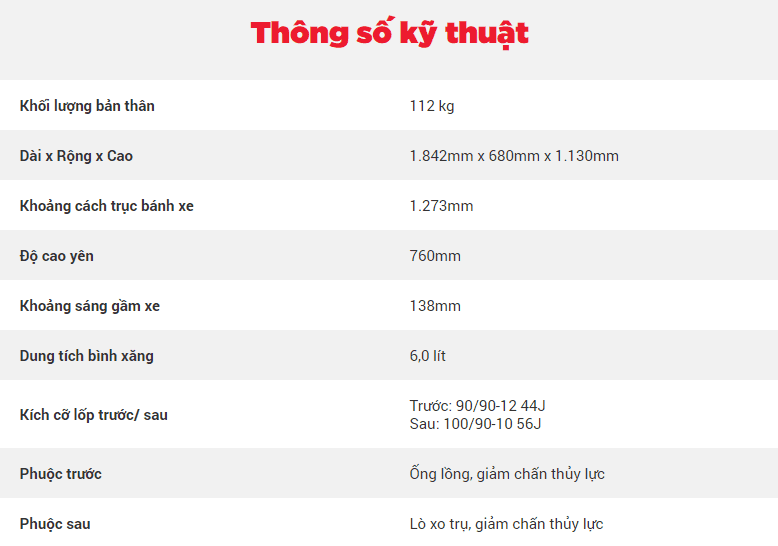 Thông số kỹ thuật
Khối lượng bản thân 112 kg
Dài x Rộng x Cao 1.842mm x 680mm x 1.130mm
Khoảng cách trục bánh xe 1.273mm
Độ cao yên 760mm
Khoảng sáng gầm xe 138mm
Dung tích bình xăng 6,0 lít
Kích cỡ lốp trước/ sau
Trước: 90/90-12 44J
Sau: 100/90-10 56J
Phuộc trước Ống lồng, giảm chấn thủy lực
Phuộc sau Lò xo trụ, giảm chấn thủy lực